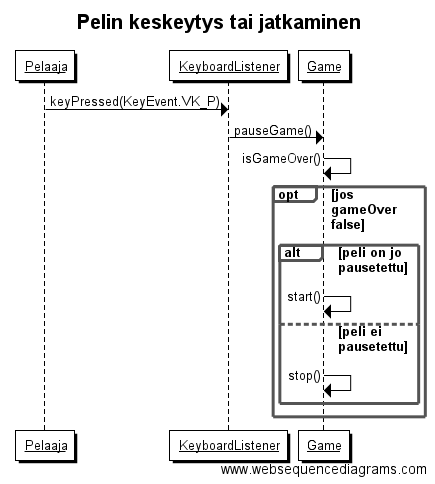 Pelin keskeytys tai jatkaminen
Pelaaja KeyboardListener Game
keyPressed(KeyEvent.VK_P)
pauseGame()
isGameOver()
opt [jos
gameOver
false]
alt [peli on jo
pausetettu]
start()
[peli ei
pausetettu]
stop()
Pelaaja KeyboardListener Game
www.websequencediagrams.com